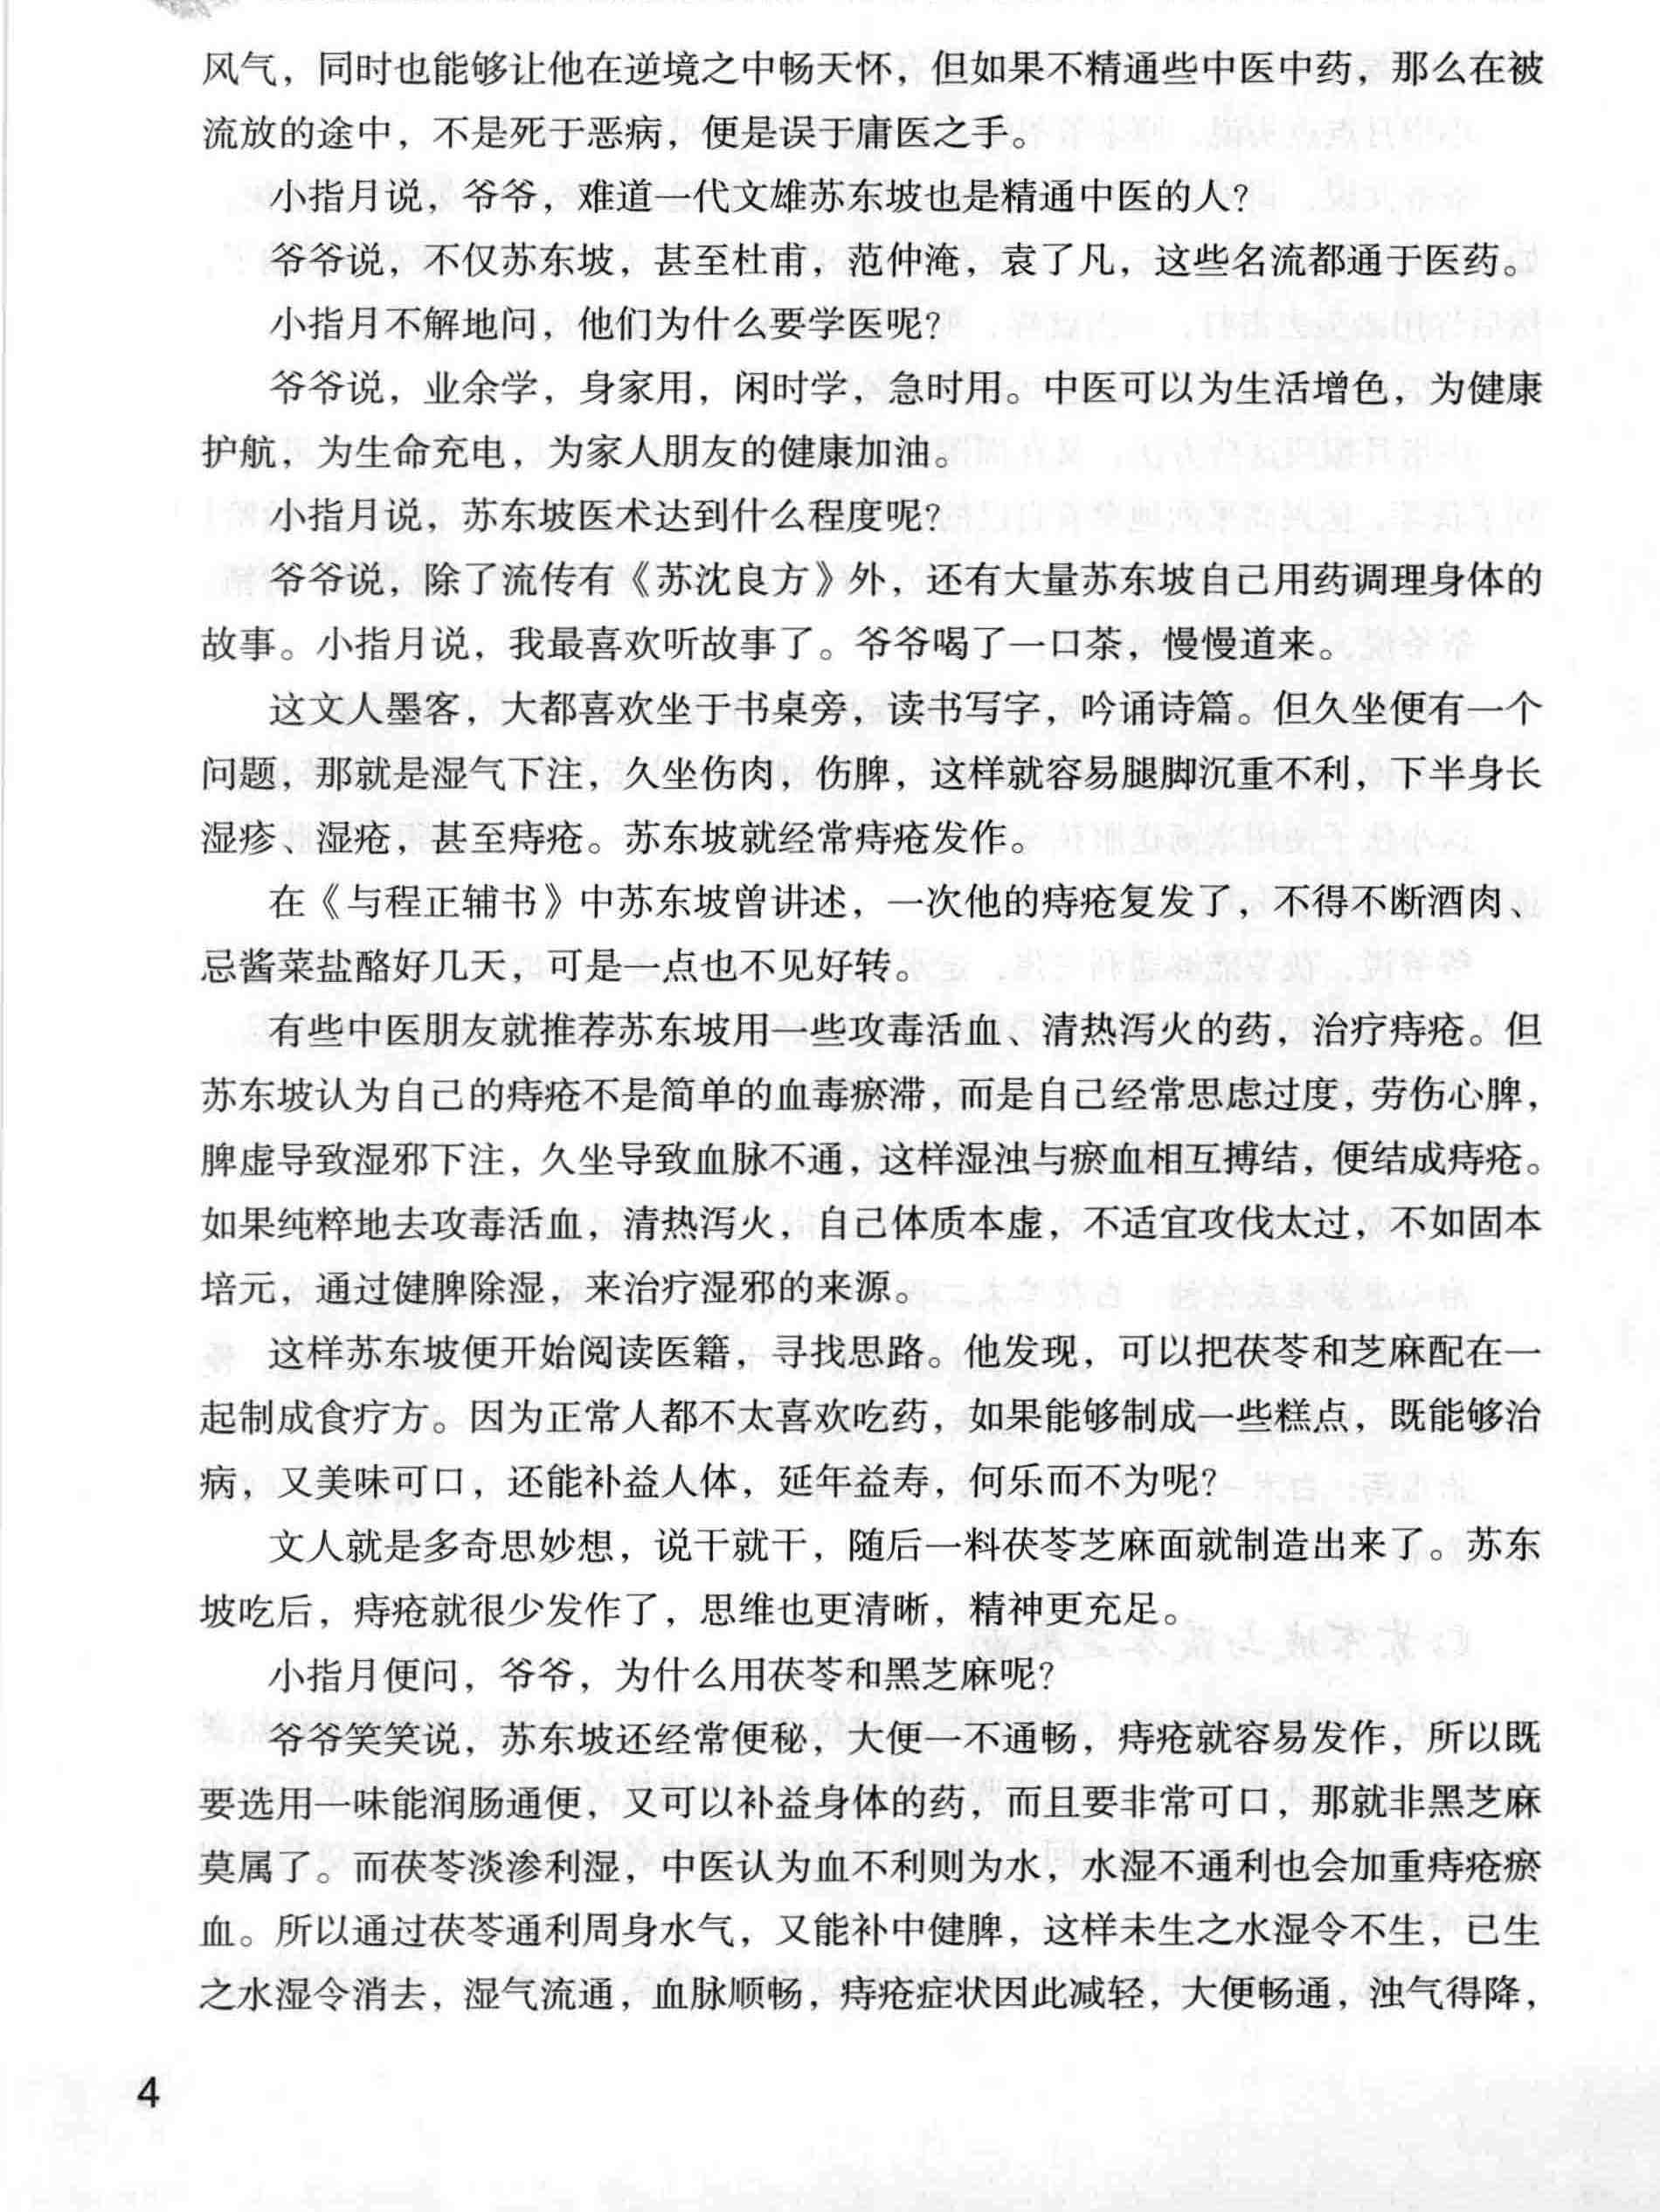 风气，同时也能够让他在逆境之中畅天怀，但如果不精通些中医中药，那么在被
流放的途中，不是死于恶病，便是误于庸医之手。
小指月说，爷爷，难道一代文雄苏东坡也是精通中医的人？
爷爷说，不仅苏东坡，甚至杜甫，范仲淹，袁了凡，这些名流都通于医药。
小指月不解地问，他们为什么要学医呢？
爷爷说，业余学，身家用，闲时学，急时用。中医可以为生活增色，为健康
护航，为生命充电，为家人朋友的健康加油。
小指月说，苏东坡医术达到什么程度呢？
爷爷说，除了流传有《苏沈良方》外，还有大量苏东坡自己用药调理身体的
故事。小指月说，我最喜欢听故事了。爷爷喝了一口茶，慢慢道来。
这文人墨客，大都喜欢坐于书桌旁，读书写字，吟诵诗篇。但久坐便有一个
问题，那就是湿气下注，久坐伤肉，伤脾，这样就容易腿脚沉重不利，下半身长
湿疹、湿疮，甚至痔疮。苏东坡就经常痔疮发作。
在《与程正辅书》中苏东坡曾讲述，一次他的痔疮复发了，不得不断酒肉、
忌酱菜盐酪好几天，可是一点也不见好转。
有些中医朋友就推荐苏东坡用一些攻毒活血、清热泻火的药，治疗痔疮。但
苏东坡认为自己的痔疮不是简单的血毒瘀滞，而是自己经常思虑过度，劳伤心脾，
脾虚导致湿邪下注，久坐导致血脉不通，这样湿浊与瘀血相互搏结，便结成痔疮。
如果纯粹地去攻毒活血，清热泻火，自己体质本虚，不适宜攻伐太过，不如固本
培元，通过健脾除湿，来治疗湿邪的来源。
这样苏东坡便开始阅读医籍，寻找思路。他发现，可以把茯苓和芝麻配在一
起制成食疗方。因为正常人都不太喜欢吃药，如果能够制成一些糕点，既能够治
病，又美味可口，还能补益人体，延年益寿，何乐而不为呢？
文人就是多奇思妙想，说干就干，随后一料茯苓芝麻面就制造出来了。苏东
坡吃后，痔疮就很少发作了，思维也更清晰，精神更充足。
小指月便问，爷爷，为什么用茯苓和黑芝麻呢？
爷爷笑笑说，苏东坡还经常便秘，大便一不通畅，痔疮就容易发作，所以既
要选用一味能润肠通便，又可以补益身体的药，而且要非常可口，那就非黑芝麻
莫属了。而茯苓淡渗利湿，中医认为血不利则为水，水湿不通利也会加重痔疮瘀
血。所以通过茯苓通利周身水气，又能补中健脾，这样未生之水湿令不生，已生
之水湿令消去，湿气流通，血脉顺畅，痔疮症状因此减轻，大便畅通，浊气得降，
4